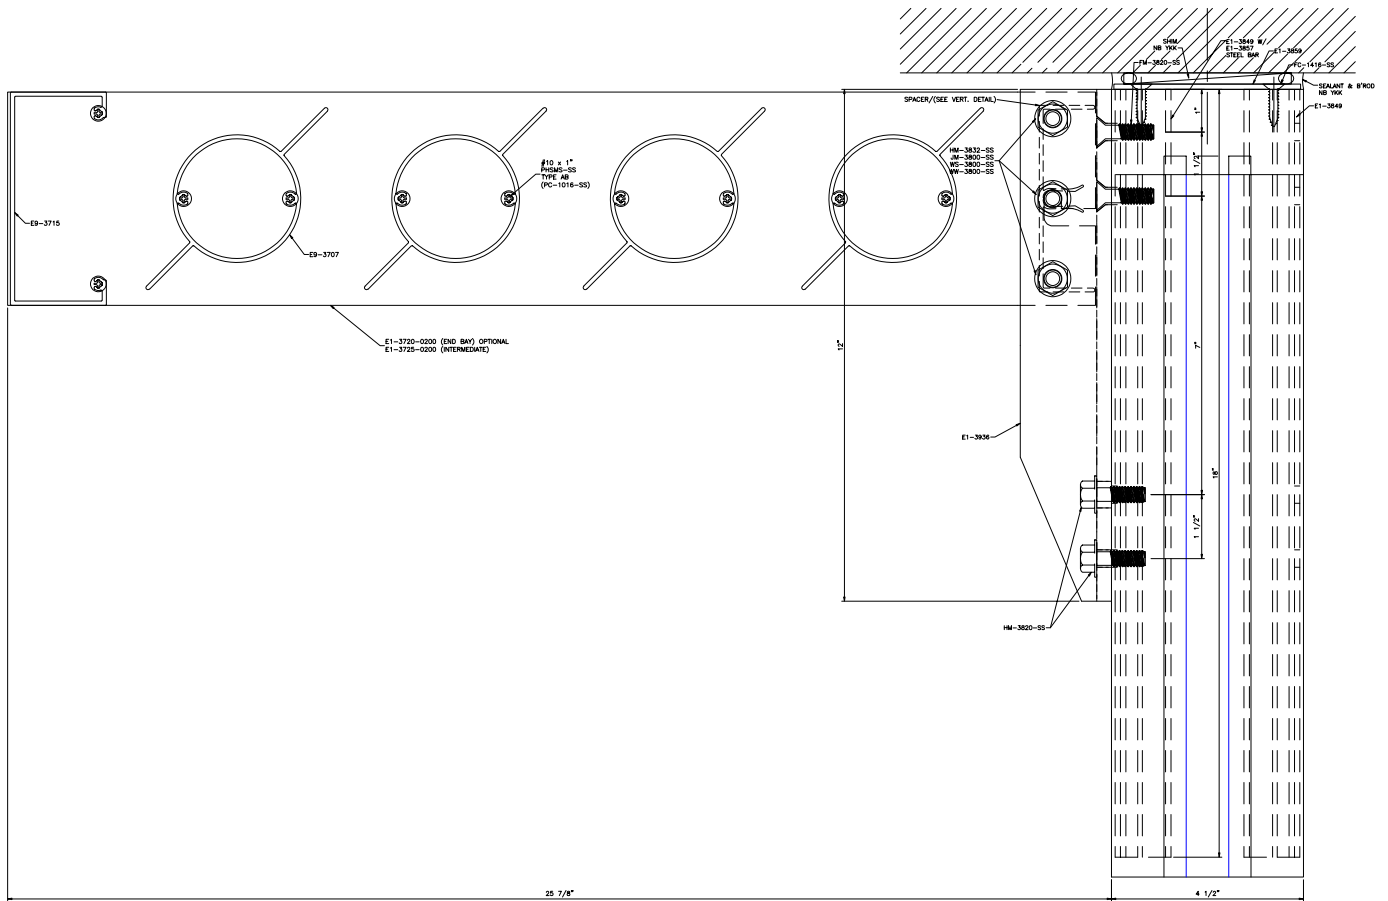 SHIM
NB YKK
E1-3849 W/
E1-3857
STEEL BAR
E1-3859
FM-3820-SS
FC-1416-SS
SEALANT & B'ROD
NB YKK
E1-3849
SPACER/(SEE VERT. DETAIL)
1"
HM-3832-SS
JM-3800-SS
WS-3800-SS
WW-3800-SS
1 1/2"
#10 x 1"
PHSMS-SS
TYPE AB
(PC-1016-SS)
E9-3715
E9-3707
E1-3720-0200 (END BAY) OPTIONAL
E1-3725-0200 (INTERMEDIATE)
12"
7"
E1-3936
18"
1 1/2"
HM-3820-SS
25 7/8"
4 1/2"